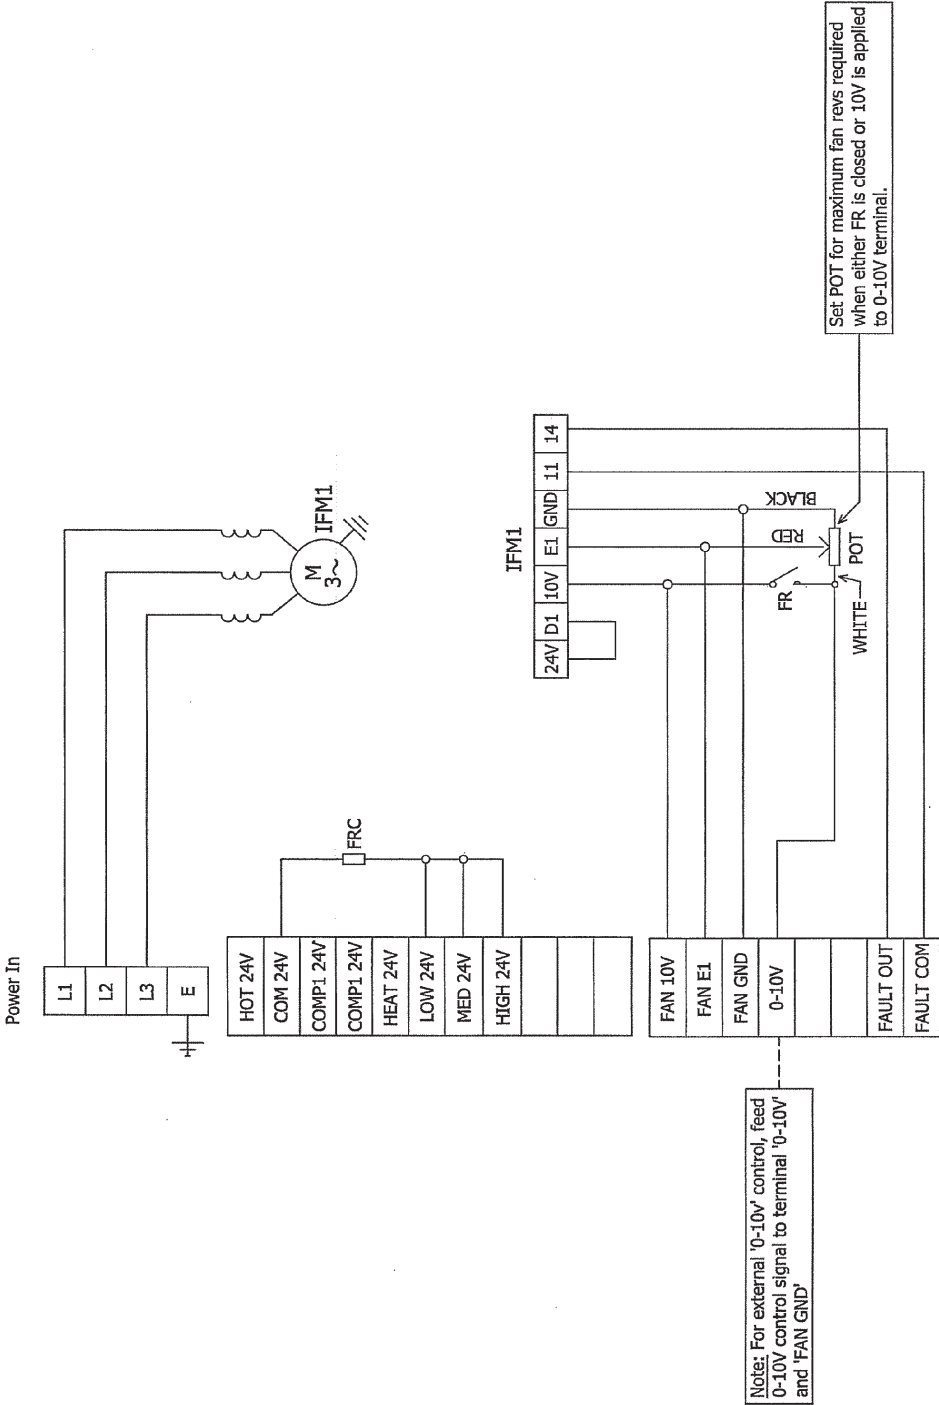 Power In
L1
L2
L3
E
IFM1
M
3~
HOT 24V
COM 24V
COMP1 24V
COMP1 24V
HEAT 24V
LOW 24V
MED 24V
HIGH 24V
FRC
IFM1
24V
D1
10V
E1
GND
11
14
FAN 10V
FAN E1
FAN GND
0-10V
FAULT OUT
FAULT COM
FR
WHITE
RED
BLACK
POT
Set POT for maximum fan revs required
when either FR is closed or 10V is applied
to 0-10V terminal.
Note: For external '0-10v' control, feed
0-10V control signal to terminal '0-10V'
and 'FAN GND'